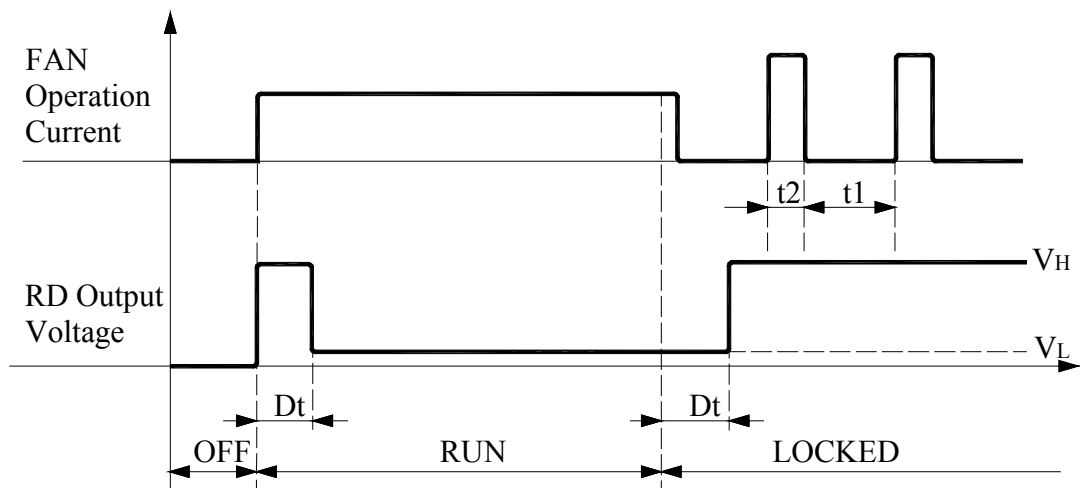 FAN
Operation
Current
t2
t1
RD Output
Voltage
VH
VL
Dt
Dt
OFF
RUN
LOCKED